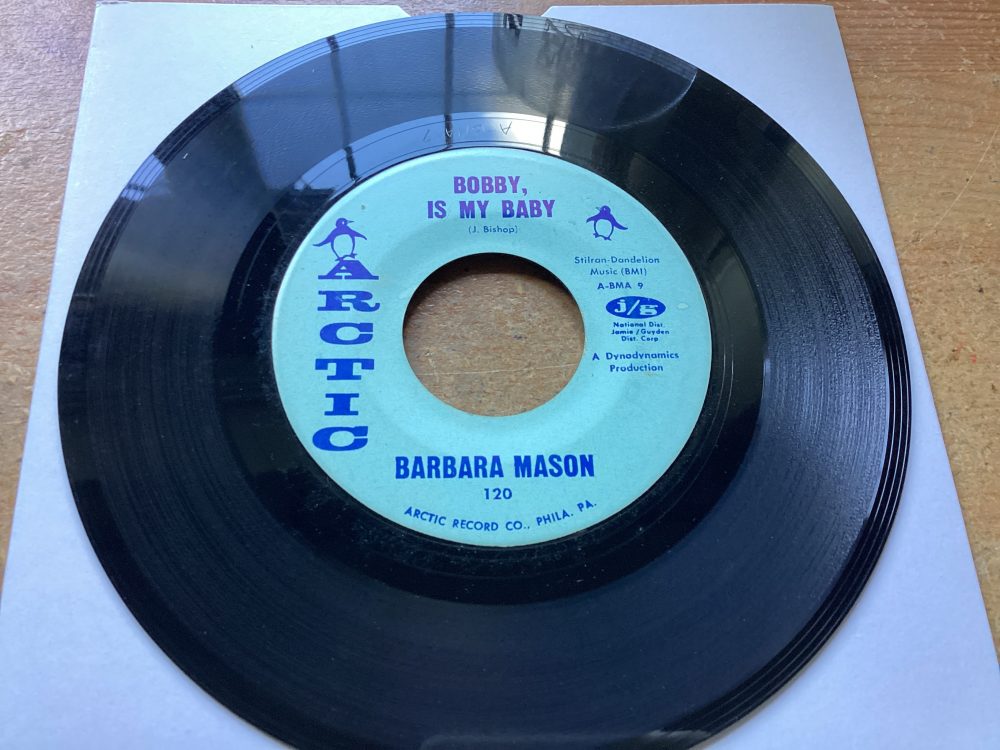 BOBBY,
IS MY BABY
(J. Bishop)
ARCTIC
Stilran-Dandelion
Music (BMI)
A-BMA 9
j/g
National Dist.
Jamie/Guyden
Dist. Corp
A Dynodynamics
Production
BARBARA MASON
120
ARCTIC RECORD CO., PHILA. PA.